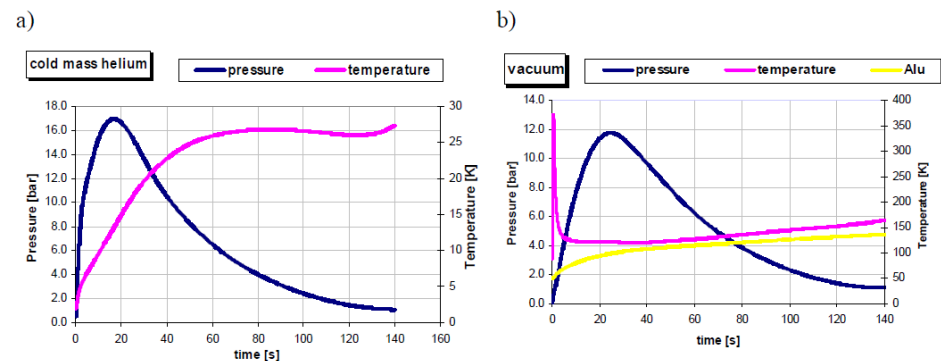 a)
cold mass helium
pressure temperature
18.0
16.0
14.0
12.0
10.0
8.0
6.0
4.0
2.0
0.0
Pressure [bar]
30
25
20
15
10
5
0
Temperature [K]
0 20 40 60 80 100 120 140 160
time [s]
b)
vacuum
pressure temperature Alu
14.0
12.0
10.0
8.0
6.0
4.0
2.0
0.0
Pressure [bar]
400
350
300
250
200
150
100
50
0
Temperature [K]
0 20 40 60 80 100 120 140
time [s]